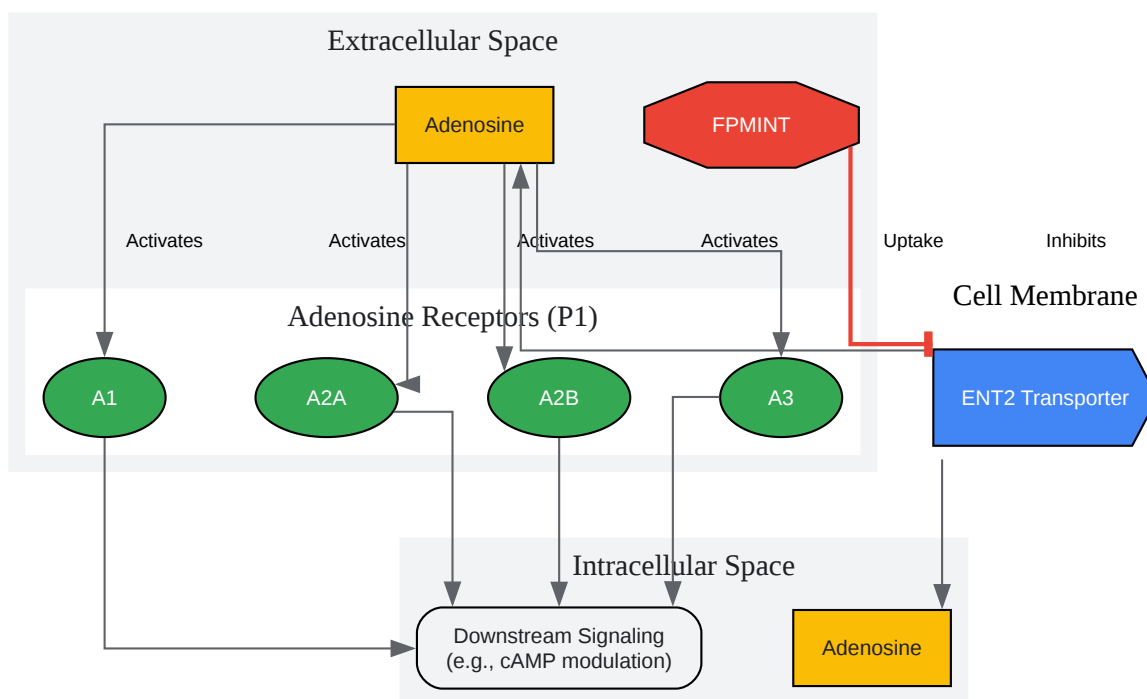 Extracellular Space
Adenosine
FPMINT
Activates
Activates
Activates
Activates
Uptake
Inhibits
Cell Membrane
Adenosine Receptors (P1)
A1
A2A
A2B
A3
ENT2 Transporter
Intracellular Space
Downstream Signaling
(e.g., cAMP modulation)
Adenosine